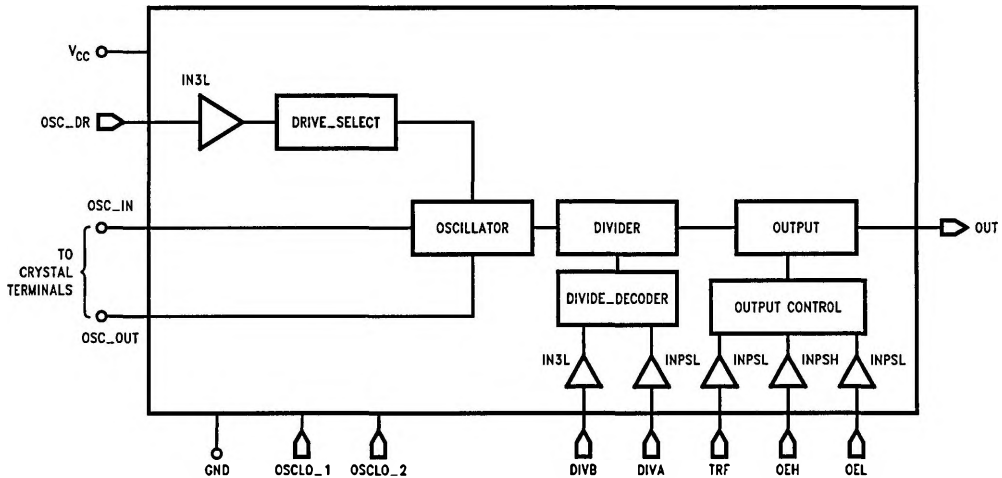 VCC
IN3L
OSC_DR
DRIVE_SELECT
OSC_IN
OSCILLATOR
DIVIDER
OUTPUT
OUT
TO
CRYSTAL
TERMINALS
DIVIDE_DECODER
OUTPUT CONTROL
OSC_OUT
IN3L
INPSL
INPSL
INPSH
INPSL
GND
OSCLO_1
OSCLO_2
DIVB
DIVA
TRF
OEH
OEL